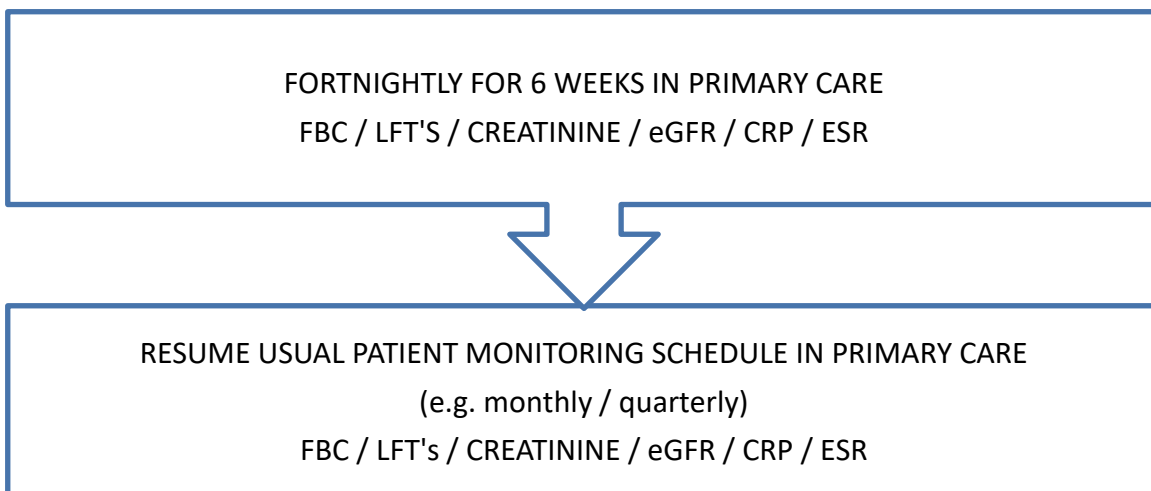 FORTNIGHTLY FOR 6 WEEKS IN PRIMARY CARE
FBC / LFT'S / CREATININE / eGFR / CRP / ESR
RESUME USUAL PATIENT MONITORING SCHEDULE IN PRIMARY CARE
(e.g. monthly / quarterly)
FBC / LFT's / CREATININE / eGFR / CRP / ESR